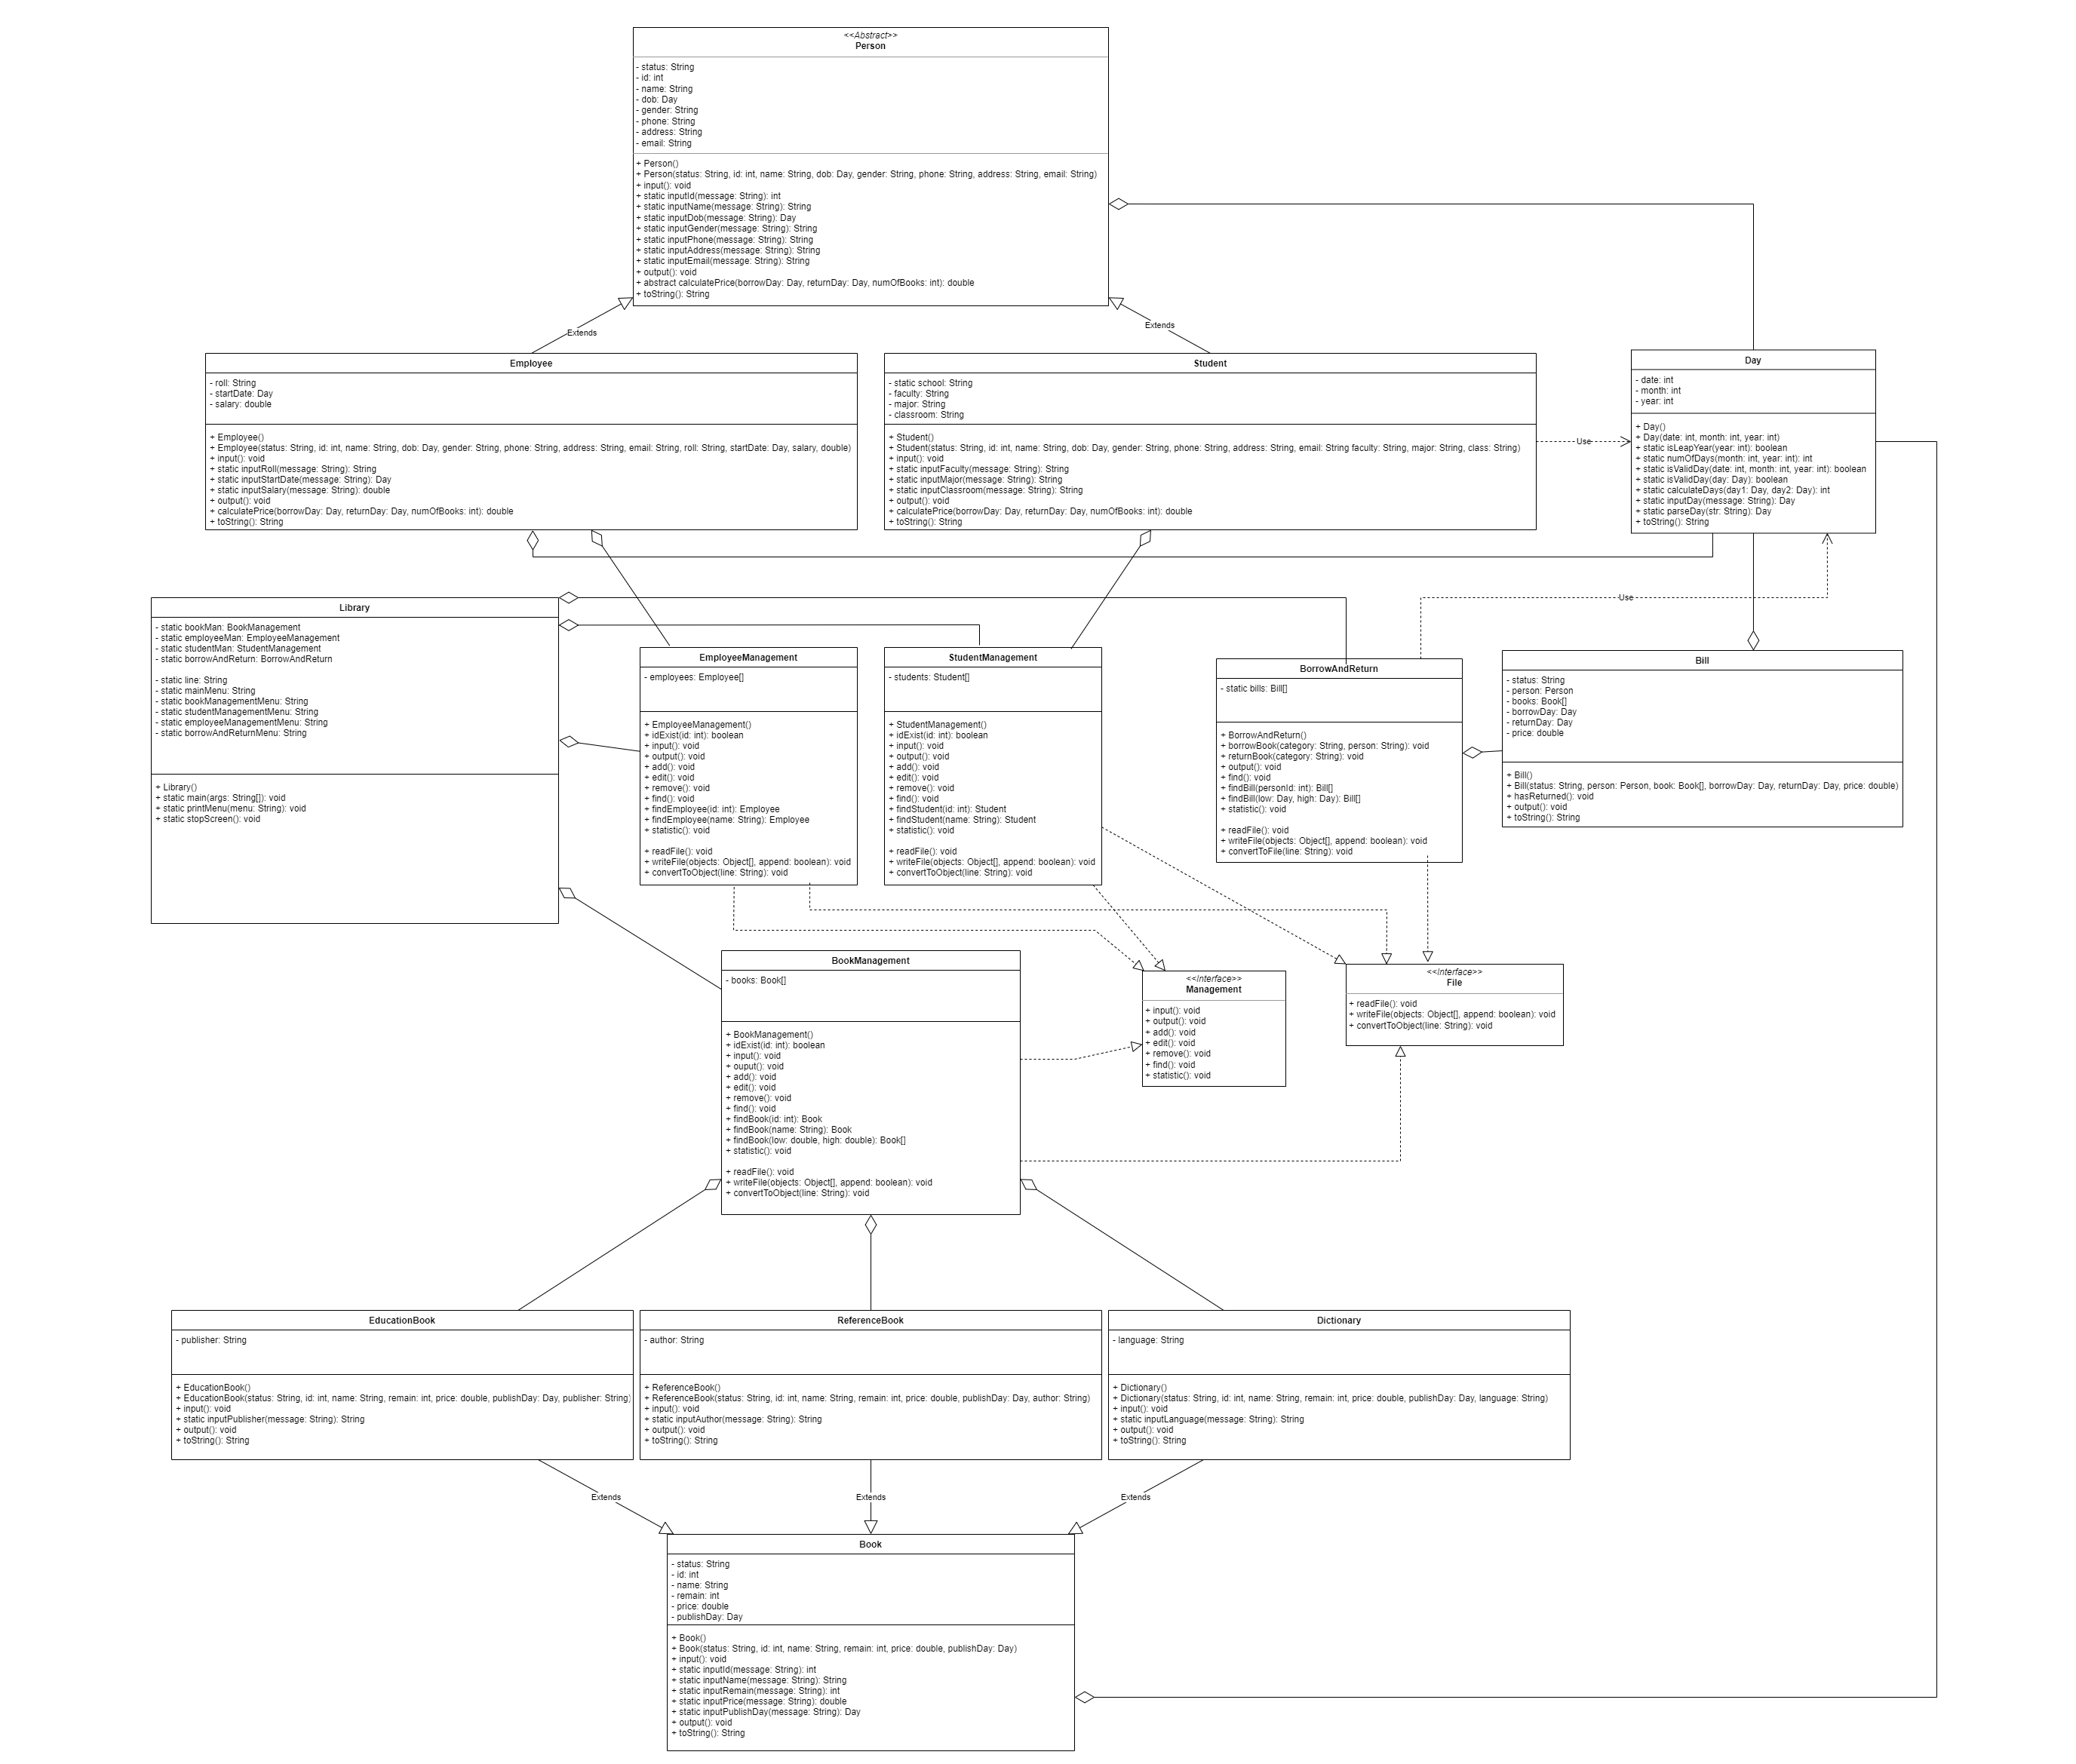 <<Abstract>>
Person
- status: String
- id: int
- name: String
- dob: Day
- gender: String
- phone: String
- address: String
- email: String
+ Person()
+ Person(status: String, id: int, name: String, dob: Day, gender: String, phone: String, address: String, email: String)
+ input(): void
+ static inputId(message: String): int
+ static inputName(message: String): String
+ static inputDob(message: String): Day
+ static inputGender(message: String): String
+ static inputPhone(message: String): String
+ static inputAddress(message: String): String
+ static inputEmail(message: String): String
+ output(): void
+ abstract calculatePrice(borrowDay: Day, returnDay: Day, numOfBooks: int): double
+ toString(): String
Extends
Extends
Employee
- roll: String
- startDate: Day
- salary: double
+ Employee()
+ Employee(status: String, id: int, name: String, dob: Day, gender: String, phone: String, address: String, email: String, roll: String, startDate: Day, salary, double)
+ input(): void
+ static inputRoll(message: String): String
+ static inputStartDate(message: String): Day
+ static inputSalary(message: String): double
+ output(): void
+ calculatePrice(borrowDay: Day, returnDay: Day, numOfBooks: int): double
+ toString(): String
Student
- static school: String
- faculty: String
- major: String
- classroom: String
+ Student()
+ Student(status: String, id: int, name: String, dob: Day, gender: String, phone: String, address: String, email: String faculty: String, major: String, class: String)
+ input(): void
+ static inputFaculty(message: String): String
+ static inputMajor(message: String): String
+ static inputClassroom(message: String): String
+ output(): void
+ calculatePrice(borrowDay: Day, returnDay: Day, numOfBooks: int): double
+ toString(): String
Use
Day
- date: int
- month: int
- year: int
+ Day()
+ Day(date: int, month: int, year: int)
+ static isLeapYear(year: int): boolean
+ static numOfDays(month: int, year: int): int
+ static isValidDay(date: int, month: int, year: int): boolean
+ static isValidDay(day: Day): boolean
+ static calculateDays(day1: Day, day2: Day): int
+ static inputDay(message: String): Day
+ static parseDay(str: String): Day
+ toString(): String
Use
Library
- static bookMan: BookManagement
- static employeeMan: EmployeeManagement
- static studentMan: StudentManagement
- static borrowAndReturn: BorrowAndReturn
- static line: String
- static mainMenu: String
- static bookManagementMenu: String
- static studentManagementMenu: String
- static employeeManagementMenu: String
- static borrowAndReturnMenu: String
+ Library()
+ static main(args: String[]): void
+ static printMenu(menu: String): void
+ static stopScreen(): void
EmployeeManagement
- employees: Employee[]
+ EmployeeManagement()
+ idExist(id: int): boolean
+ input(): void
+ output(): void
+ add(): void
+ edit(): void
+ remove(): void
+ find(): void
+ findEmployee(id: int): Employee
+ findEmployee(name: String): Employee
+ statistic(): void
+ readFile(): void
+ writeFile(objects: Object[], append: boolean): void
+ convertToObject(line: String): void
StudentManagement
- students: Student[]
+ StudentManagement()
+ idExist(id: int): boolean
+ input(): void
+ output(): void
+ add(): void
+ edit(): void
+ remove(): void
+ find(): void
+ findStudent(id: int): Student
+ findStudent(name: String): Student
+ statistic(): void
+ readFile(): void
+ writeFile(objects: Object[], append: boolean): void
+ convertToObject(line: String): void
BorrowAndReturn
- static bills: Bill[]
+ BorrowAndReturn()
+ borrowBook(category: String, person: String): void
+ returnBook(category: String): void
+ output(): void
+ find(): void
+ findBill(personId: int): Bill[]
+ findBill(low: Day, high: Day): Bill[]
+ statistic(): void
+ readFile(): void
+ writeFile(objects: Object[], append: boolean): void
+ convertToFile(line: String): void
Bill
- status: String
- person: Person
- books: Book[]
- borrowDay: Day
- returnDay: Day
- price: double
+ Bill()
+ Bill(status: String, person: Person, book: Book[], borrowDay: Day, returnDay: Day, price: double)
+ hasReturned(): void
+ output(): void
+ toString(): String
BookManagement
- books: Book[]
+ BookManagement()
+ idExist(id: int): boolean
+ input(): void
+ ouput(): void
+ add(): void
+ edit(): void
+ remove(): void
+ find(): void
+ findBook(id: int): Book
+ findBook(name: String): Book
+ findBook(low: double, high: double): Book[]
+ statistic(): void
+ readFile(): void
+ writeFile(objects: Object[], append: boolean): void
+ convertToObject(line: String): void
<<Interface>>
Management
+ input(): void
+ output(): void
+ add(): void
+ edit(): void
+ remove(): void
+ find(): void
+ statistic(): void
<<Interface>>
File
+ readFile(): void
+ writeFile(objects: Object[], append: boolean): void
+ convertToObject(line: String): void
EducationBook
- publisher: String
+ EducationBook()
+ EducationBook(status: String, id: int, name: String, remain: int, price: double, publishDay: Day, publisher: String)
+ input(): void
+ static inputPublisher(message: String): String
+ output(): void
+ toString(): String
ReferenceBook
- author: String
+ ReferenceBook()
+ ReferenceBook(status: String, id: int, name: String, remain: int, price: double, publishDay: Day, author: String)
+ input(): void
+ static inputAuthor(message: String): String
+ output(): void
+ toString(): String
Dictionary
- language: String
+ Dictionary()
+ Dictionary(status: String, id: int, name: String, remain: int, price: double, publishDay: Day, language: String)
+ input(): void
+ static inputLanguage(message: String): String
+ output(): void
+ toString(): String
Extends
Extends
Extends
Book
- status: String
- id: int
- name: String
- remain: int
- price: double
- publishDay: Day
+ Book()
+ Book(status: String, id: int, name: String, remain: int, price: double, publishDay: Day)
+ input(): void
+ static inputId(message: String): int
+ static inputName(message: String): String
+ static inputRemain(message: String): int
+ static inputPrice(message: String): double
+ static inputPublishDay(message: String): Day
+ output(): void
+ toString(): String